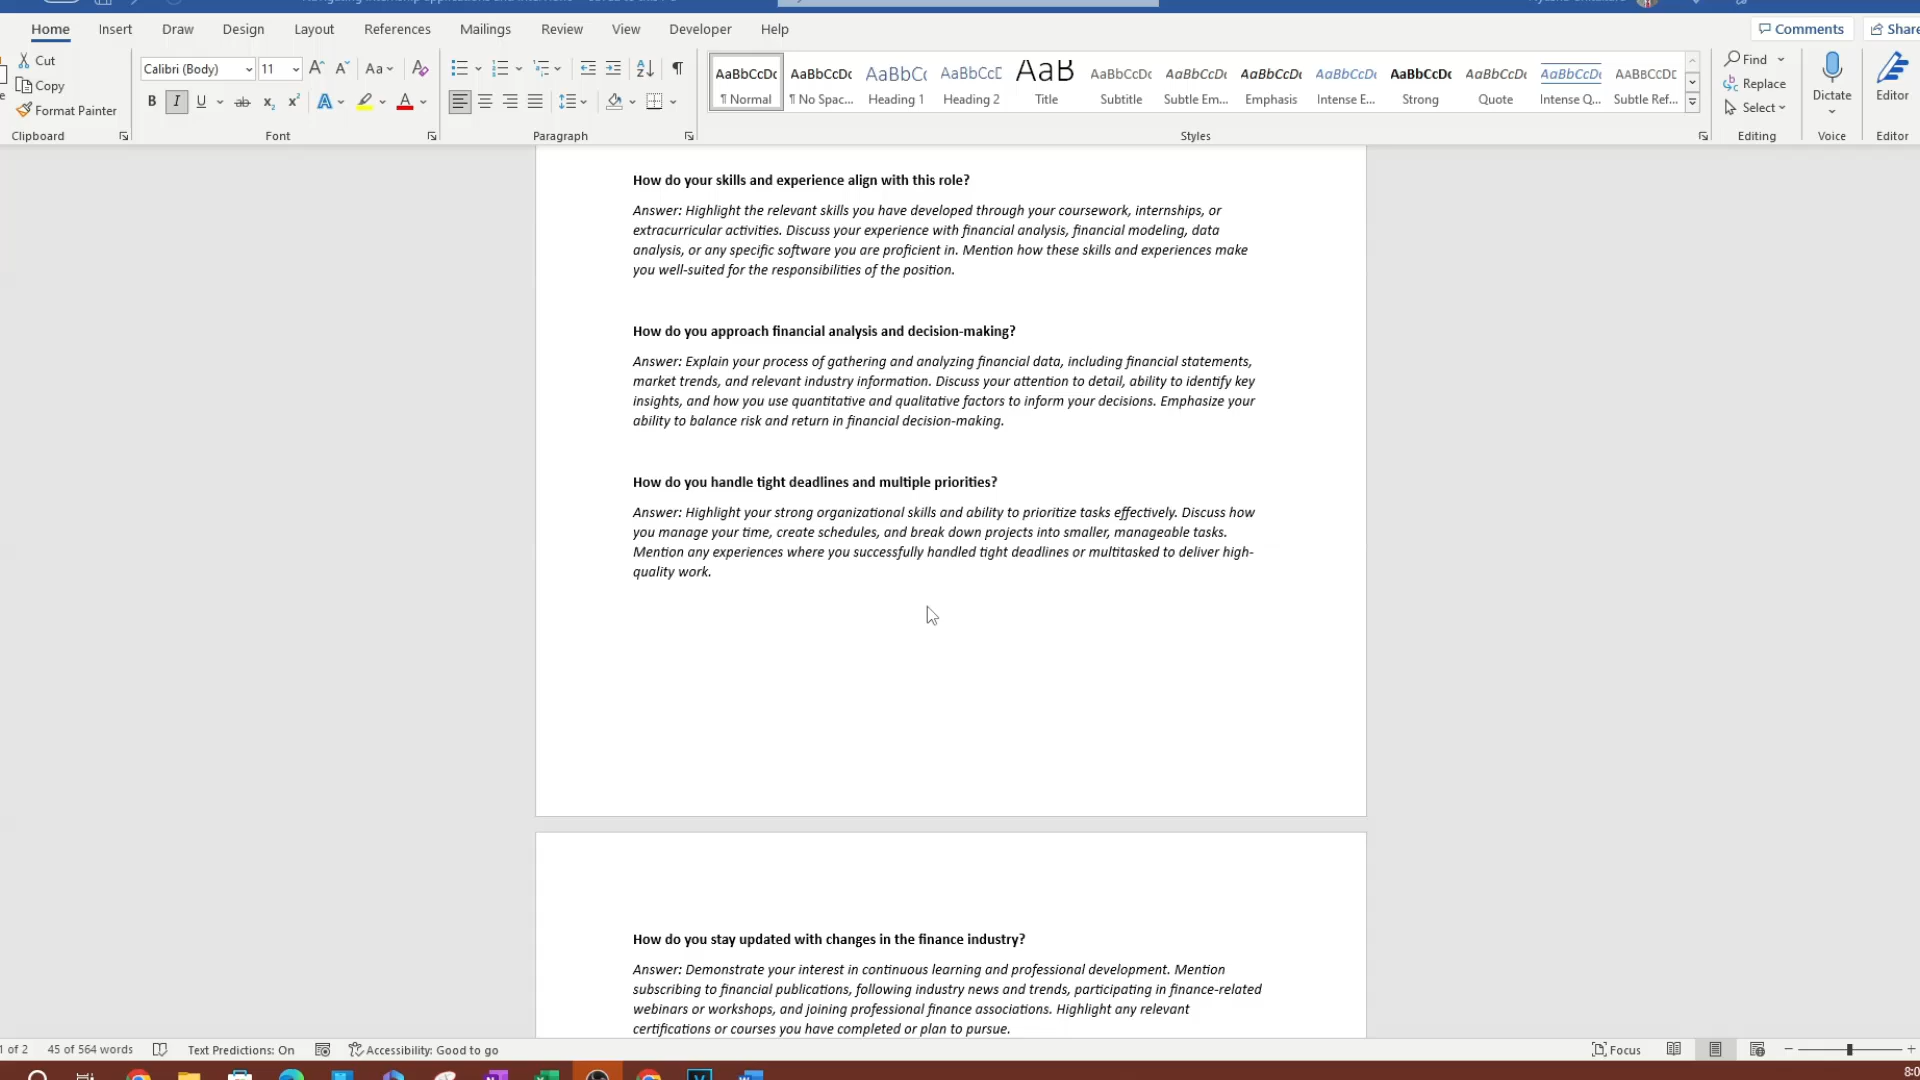 Home Insert Draw Design Layout References Mailings Review View Developer Help Comments Share
Cut
Copy
Format Painter
Clipboard
Calibri (Body) 11 Aa
B I U ab x₂ x² A A
Font
Paragraph
AaBbCcDc AaBbCcDc AaBbC AaBbCcD AaB AaBbCcDc AaBbCcDc AaBbCcDc AaBbCcDc AaBbCcDc AaBbCcDc AaBbCcDc AABBCCDC
¶ Normal ¶ No Spac... Heading 1 Heading 2 Title Subtitle Subtle Em... Emphasis Intense E... Strong Quote Intense Q... Subtle Ref...
Styles
Find
Replace
Select
Editing
Dictate
Voice
Editor
Editor
How do your skills and experience align with this role?
Answer: Highlight the relevant skills you have developed through your coursework, internships, or
extracurricular activities. Discuss your experience with financial analysis, financial modeling, data
analysis, or any specific software you are proficient in. Mention how these skills and experiences make
you well-suited for the responsibilities of the position.
How do you approach financial analysis and decision-making?
Answer: Explain your process of gathering and analyzing financial data, including financial statements,
market trends, and relevant industry information. Discuss your attention to detail, ability to identify key
insights, and how you use quantitative and qualitative factors to inform your decisions. Emphasize your
ability to balance risk and return in financial decision-making.
How do you handle tight deadlines and multiple priorities?
Answer: Highlight your strong organizational skills and ability to prioritize tasks effectively. Discuss how
you manage your time, create schedules, and break down projects into smaller, manageable tasks.
Mention any experiences where you successfully handled tight deadlines or multitasked to deliver high-
quality work.
How do you stay updated with changes in the finance industry?
Answer: Demonstrate your interest in continuous learning and professional development. Mention
subscribing to financial publications, following industry news and trends, participating in finance-related
webinars or workshops, and joining professional finance associations. Highlight any relevant
certifications or courses you have completed or plan to pursue.
1 of 2 45 of 564 words Text Predictions: On Accessibility: Good to go Focus
8:0